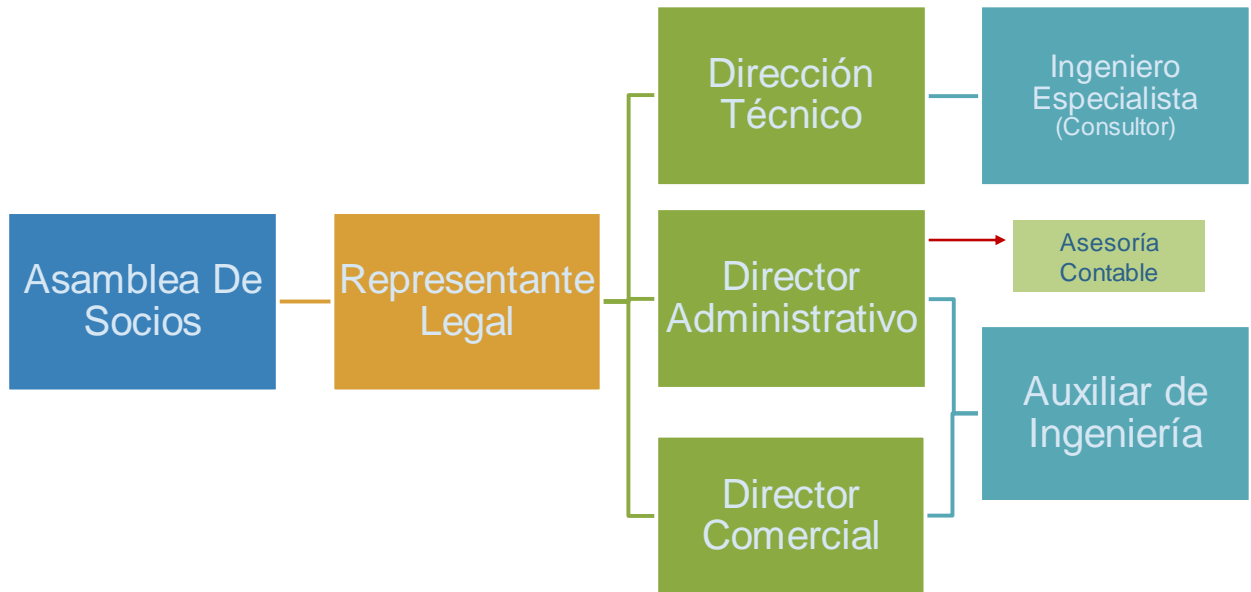 Asamblea De
Socios
Representante
Legal
Dirección
Técnico
Director
Administrativo
Director
Comercial
Ingeniero
Especialista
(Consultor)
Asesoría
Contable
Auxiliar de
Ingeniería